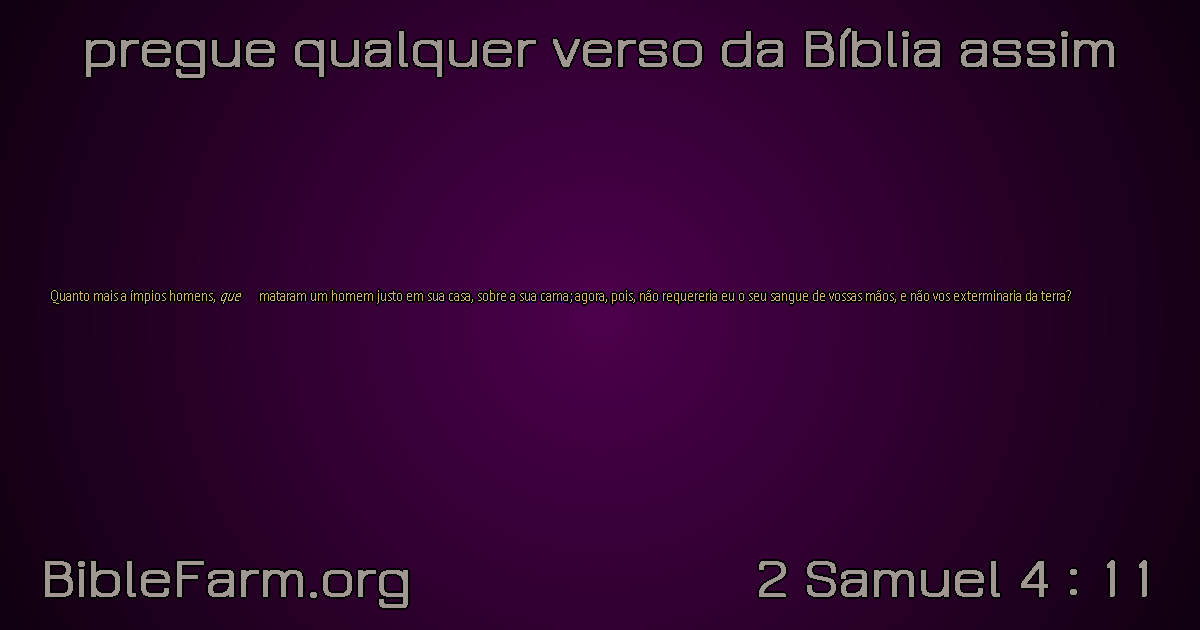 pregue qualquer verso da Bíblia assim
Quanto mais a ímpios homens, que mataram um homem justo em sua casa, sobre a sua cama; agora, pois, não requereria eu o seu sangue de vossas mãos, e não vos exterminaria da terra?
BibleFarm.org
2 Samuel 4 : 11